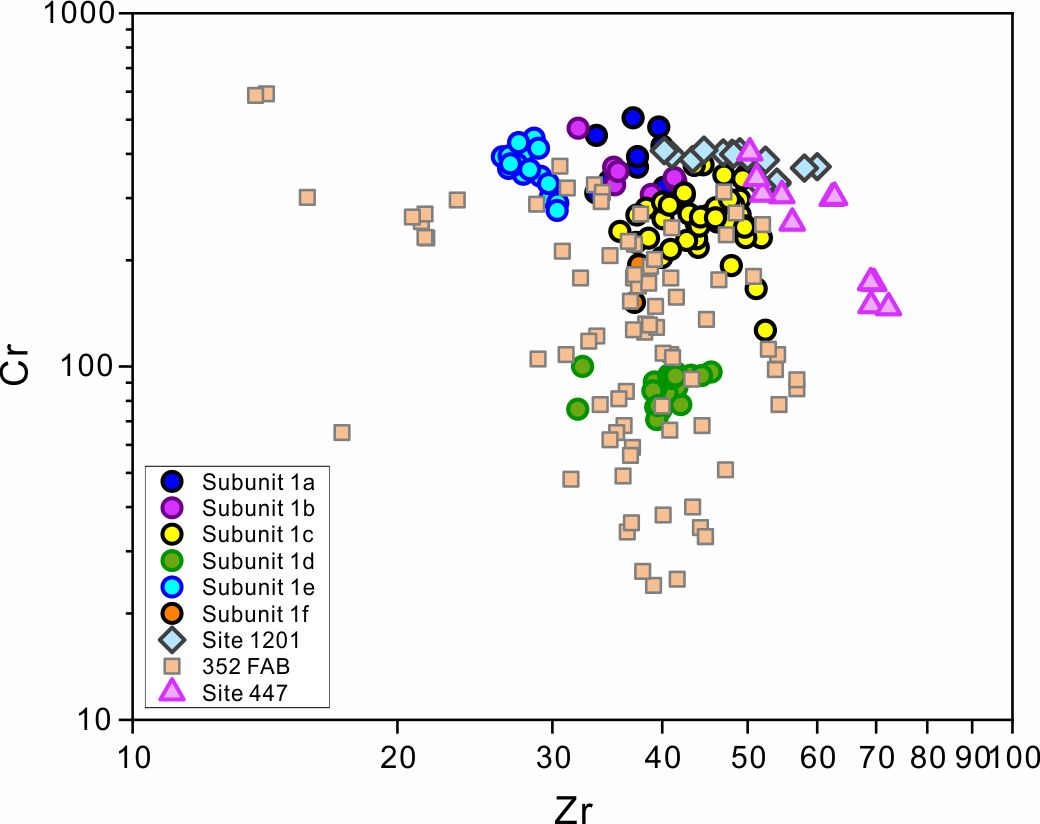 1000
Cr
100
Subunit 1a
Subunit 1b
Subunit 1c
Subunit 1d
Subunit 1e
Subunit 1f
Site 1201
352 FAB
Site 447
10
10 20 30 40 50 60 70 80 90 100
Zr